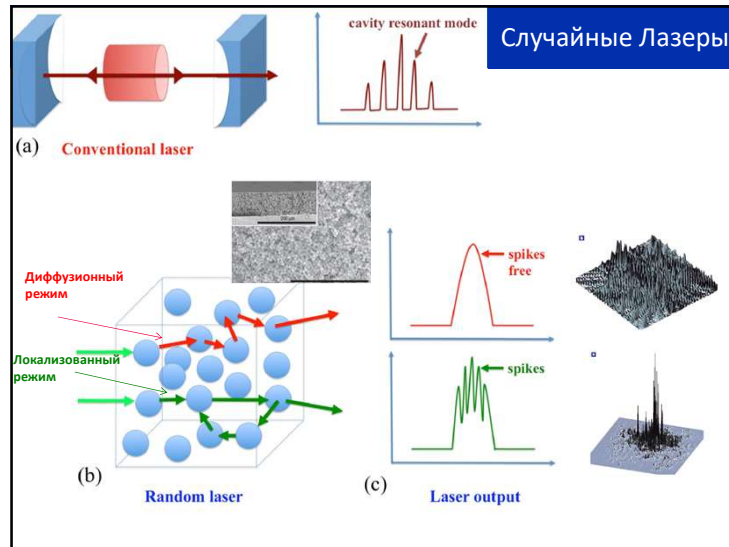 Случайные Лазеры
cavity resonant mode
(a)
Conventional laser
Диффузионный
режим
Локализованный
режим
(b)
Random laser
spikes
free
spikes
(c)
Laser output